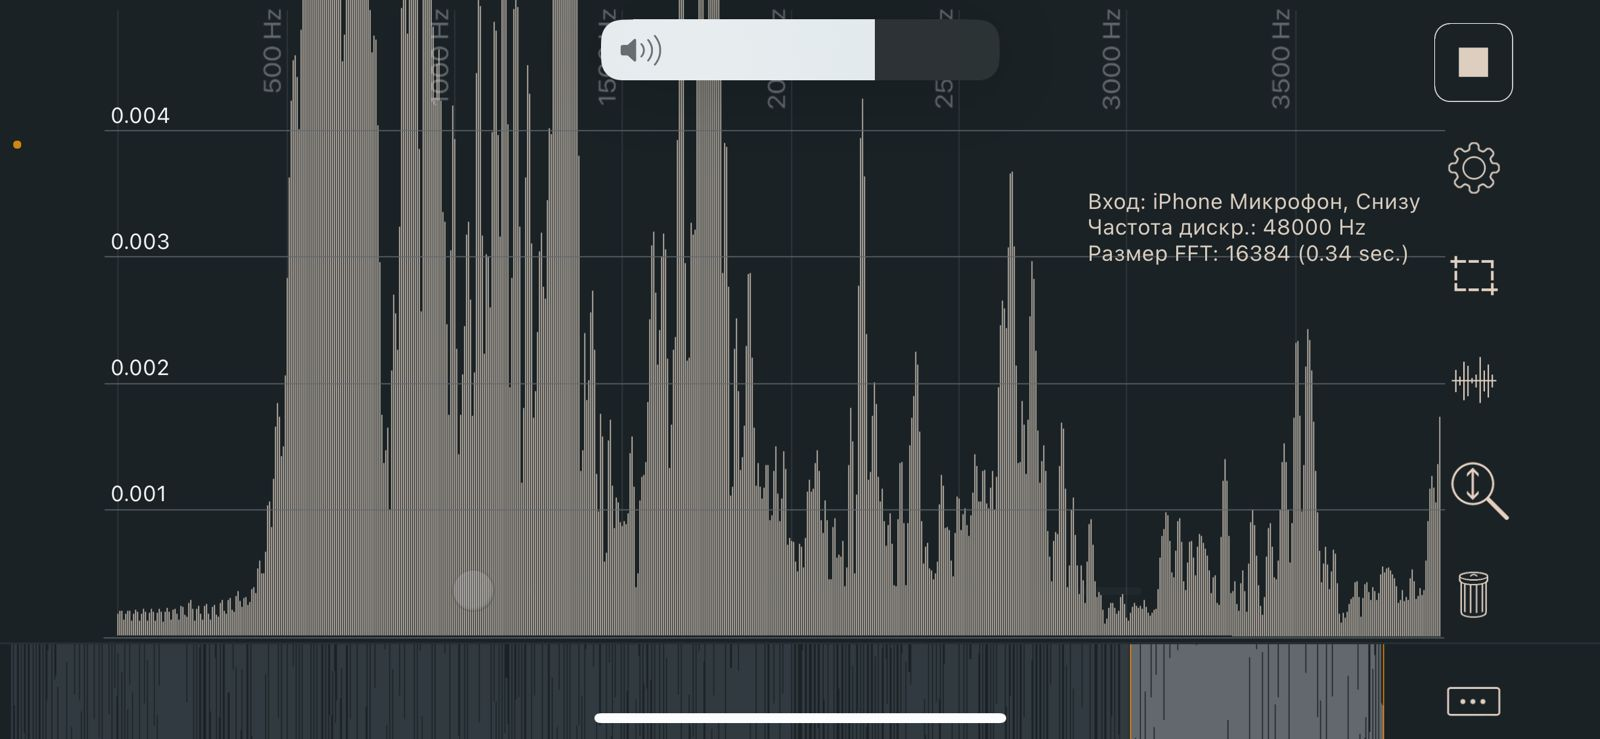 500 Hz
1000 Hz
3000 Hz
3500 Hz
0.004
0.003
0.002
0.001
Вход: iPhone Микрофон, Снизу
Частота дискр.: 48000 Hz
Размер FFT: 16384 (0.34 sec.)